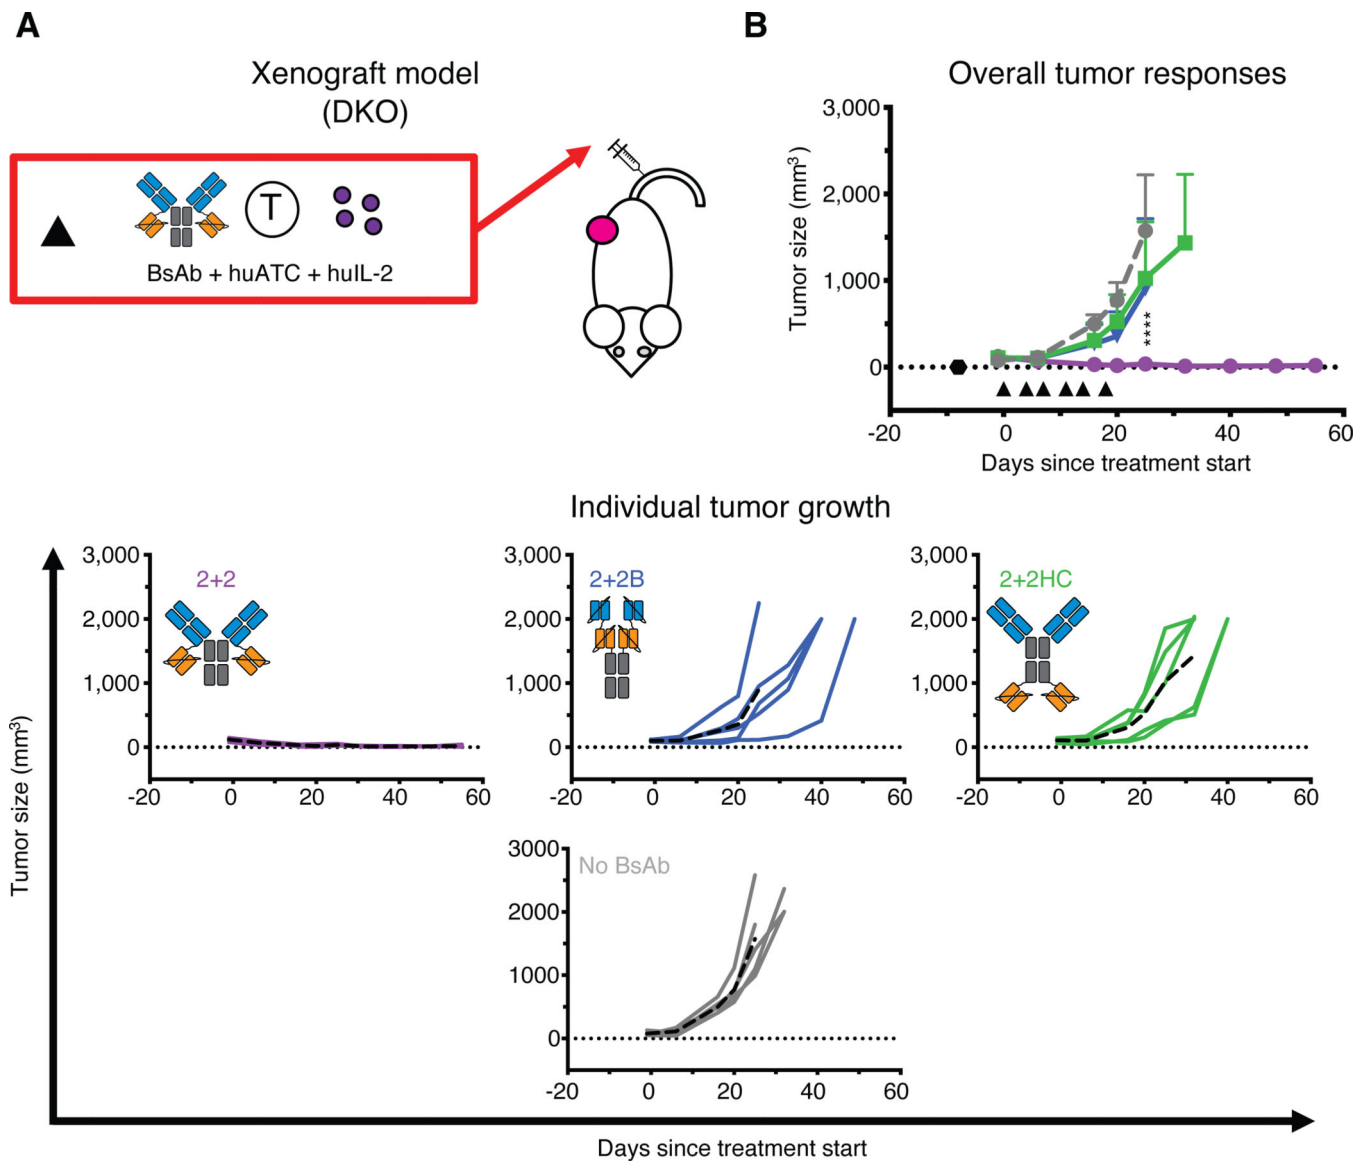 A
Xenograft model
(DKO)
T
BsAb + huATC + huIL-2
B
Overall tumor responses
Tumor size (mm³)
3,000
2,000
1,000
0
****
-20 0 20 40 60
Days since treatment start
Individual tumor growth
Tumor size (mm³)
3,000
2,000
1,000
0
2+2
-20 0 20 40 60
3,000
2,000
1,000
0
2+2B
-20 0 20 40 60
3,000
2,000
1,000
0
2+2HC
-20 0 20 40 60
3000
2000
1000
0
No BsAb
-20 0 20 40 60
Days since treatment start